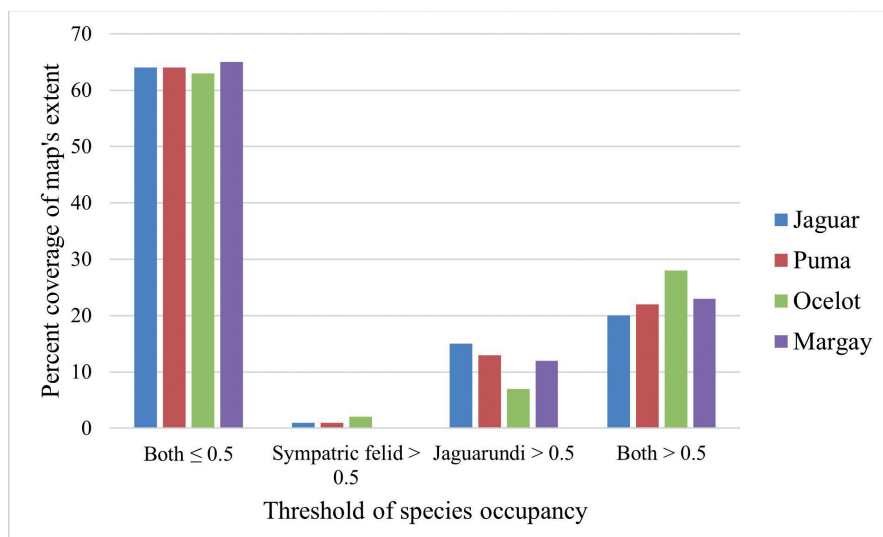 Percent coverage of map's extent
70
60
50
40
30
20
10
0
Both ≤ 0.5
Sympatric felid >
0.5
Jaguarundi > 0.5
Both > 0.5
Threshold of species occupancy
Jaguar
Puma
Ocelot
Margay